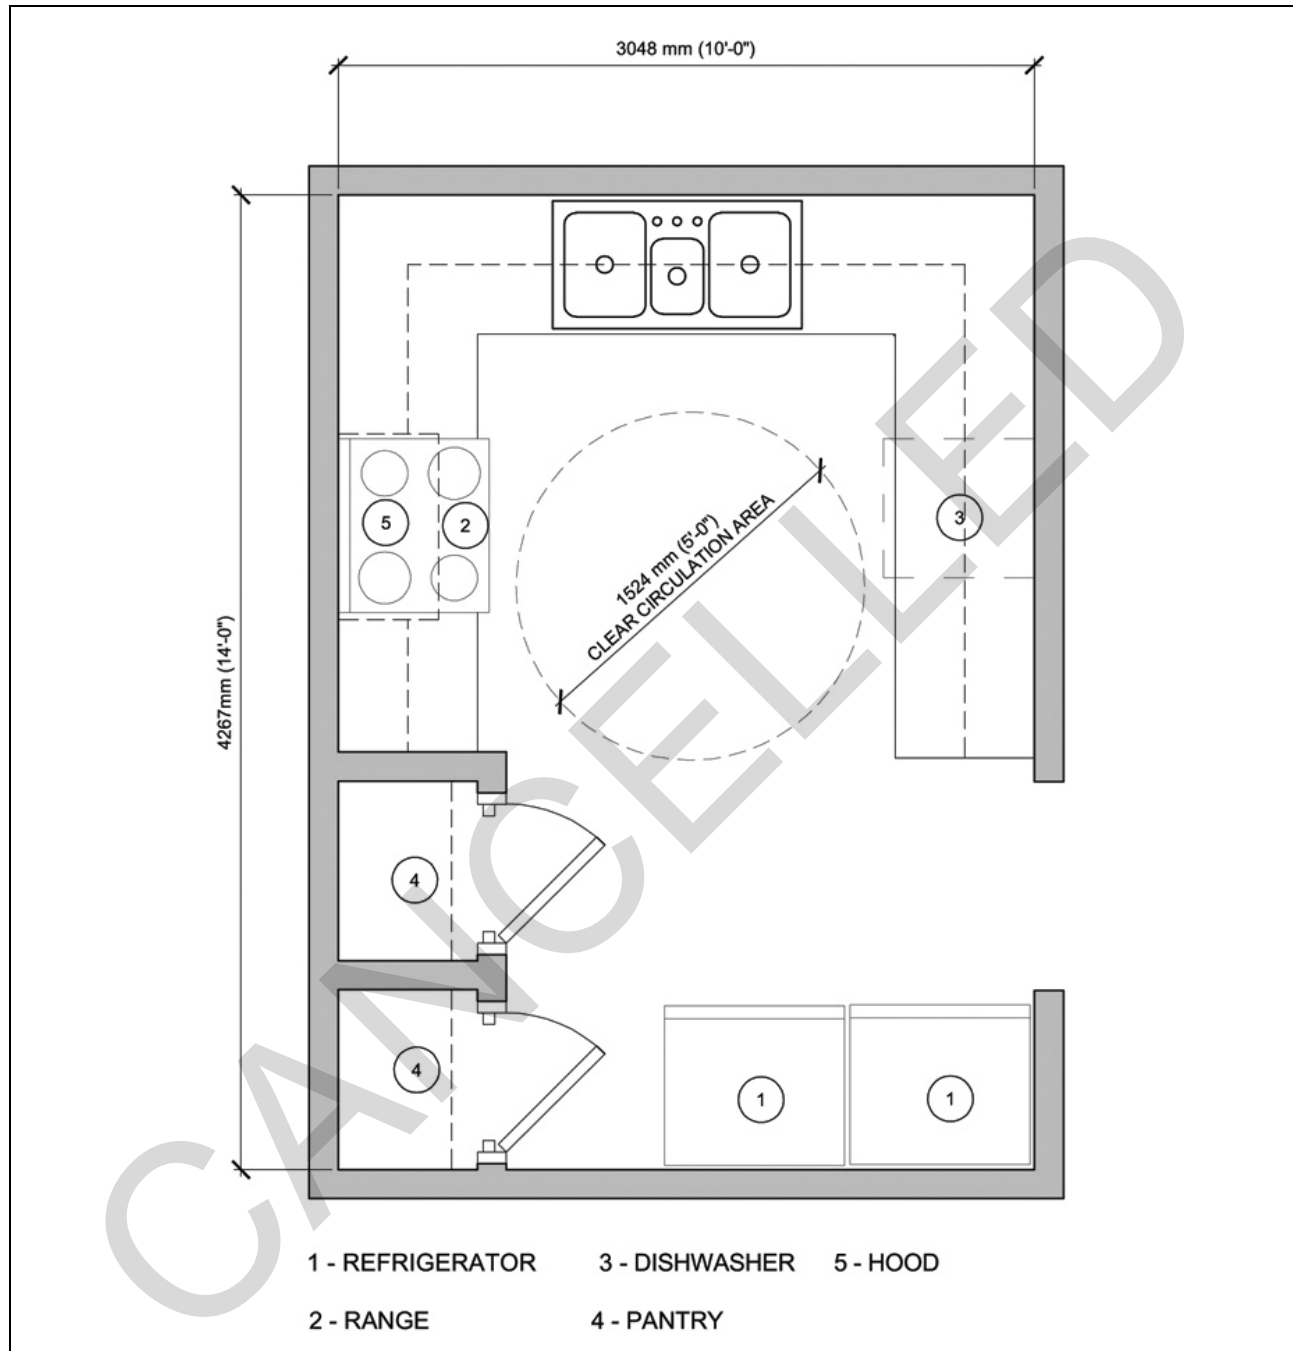 3048 mm (10'-0")
5
2
3
1524 mm (5'-0")
CLEAR CIRCULATION AREA
4267mm (14'-0")
4
4
1
1
CANCELLED
1 - REFRIGERATOR 3 - DISHWASHER 5 - HOOD
2 - RANGE 4 - PANTRY